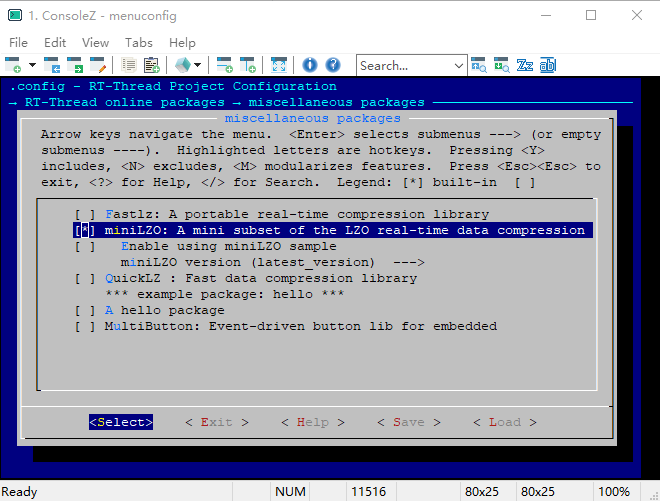 1. ConsoleZ - menuconfig
File Edit View Tabs Help
Search...
.config - RT-Thread Project Configuration
→ RT-Thread online packages → miscellaneous packages
miscellaneous packages
Arrow keys navigate the menu. <Enter> selects submenus ---> (or empty
submenus ----). Highlighted letters are hotkeys. Pressing <Y>
includes, <N> excludes, <M> modularizes features. Press <Esc><Esc> to
exit, <?> for Help, </> for Search. Legend: [*] built-in [ ]
[ ] Fastlz: A portable real-time compression library
[*] miniLZO: A mini subset of the LZO real-time data compression
[ ] Enable using miniLZO sample
miniLZO version (latest_version) --->
[ ] QuickLZ : Fast data compression library
*** example package: hello ***
[ ] A hello package
[ ] MultiButton: Event-driven button lib for embedded
<Select> < Exit > < Help > < Save > < Load >
Ready NUM 11516 80x25 80x25 100%